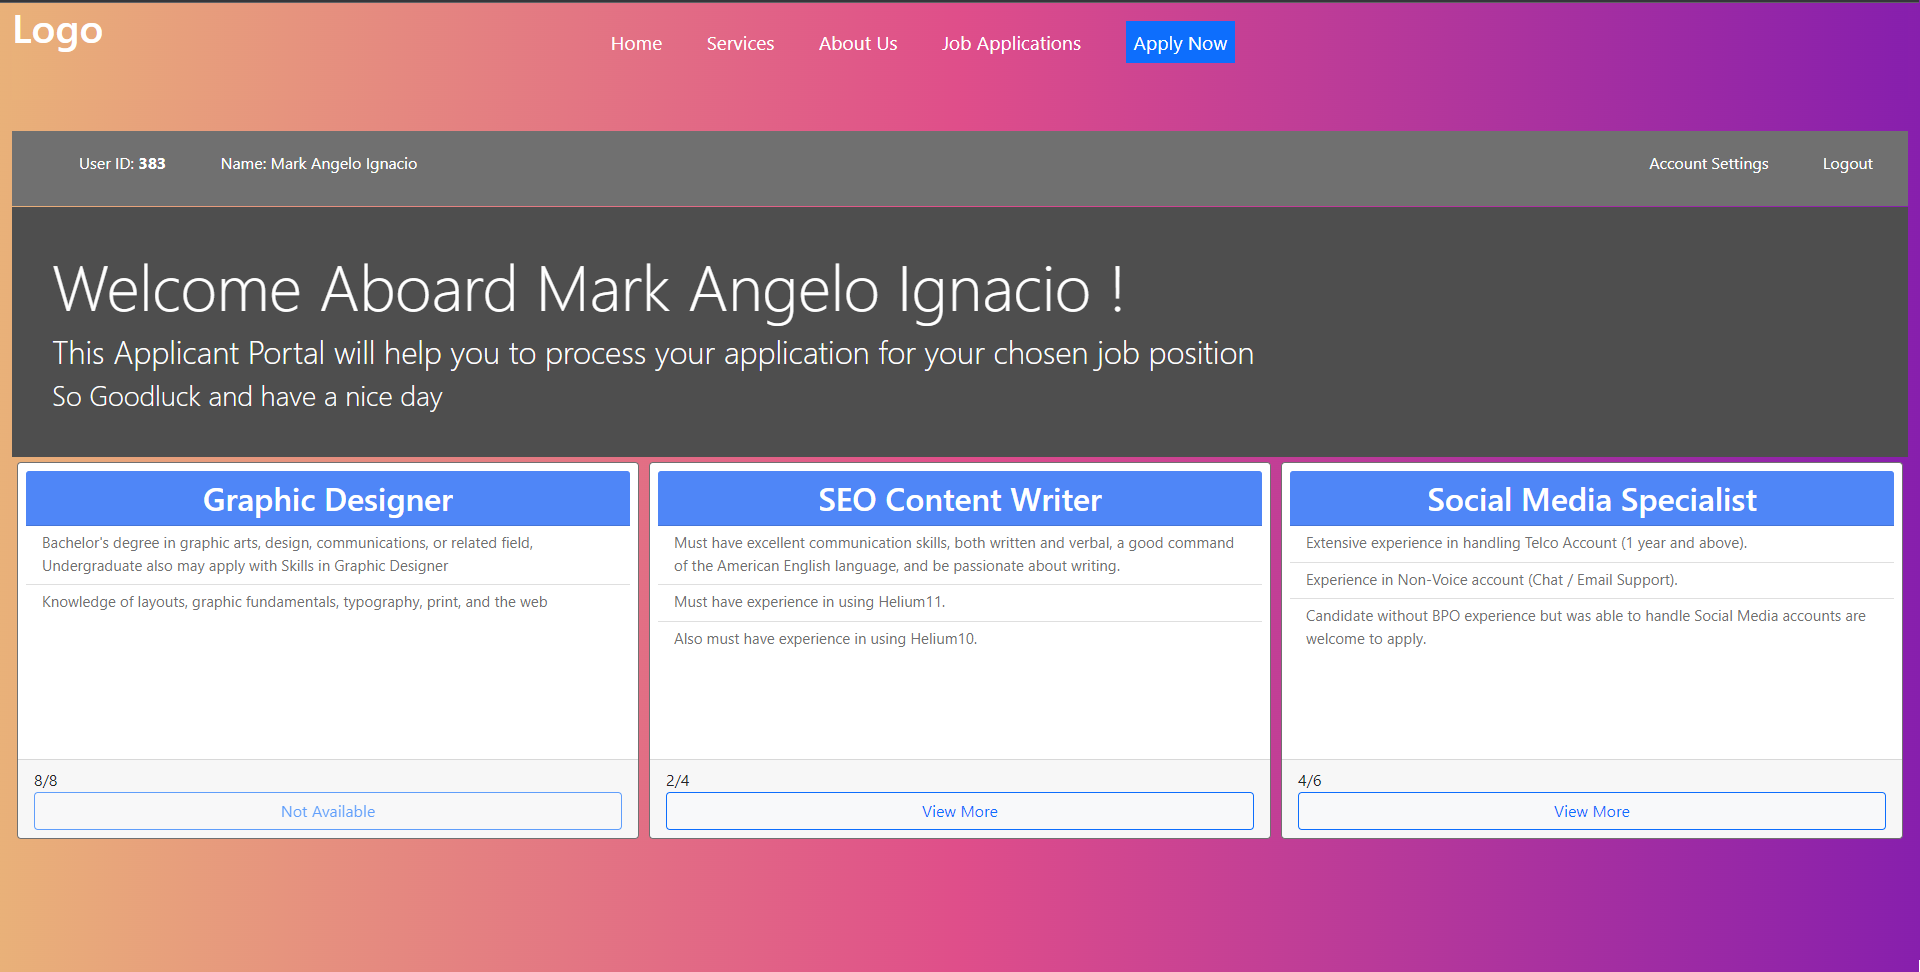 Logo
Home Services About Us Job Applications Apply Now
User ID: 383 Name: Mark Angelo Ignacio Account Settings Logout
Welcome Aboard Mark Angelo Ignacio !
This Applicant Portal will help you to process your application for your chosen job position
So Goodluck and have a nice day
Graphic Designer
Bachelor's degree in graphic arts, design, communications, or related field,
Undergraduate also may apply with Skills in Graphic Designer
Knowledge of layouts, graphic fundamentals, typography, print, and the web
8/8
Not Available
SEO Content Writer
Must have excellent communication skills, both written and verbal, a good command
of the American English language, and be passionate about writing.
Must have experience in using Helium11.
Also must have experience in using Helium10.
2/4
View More
Social Media Specialist
Extensive experience in handling Telco Account (1 year and above).
Experience in Non-Voice account (Chat / Email Support).
Candidate without BPO experience but was able to handle Social Media accounts are
welcome to apply.
4/6
View More